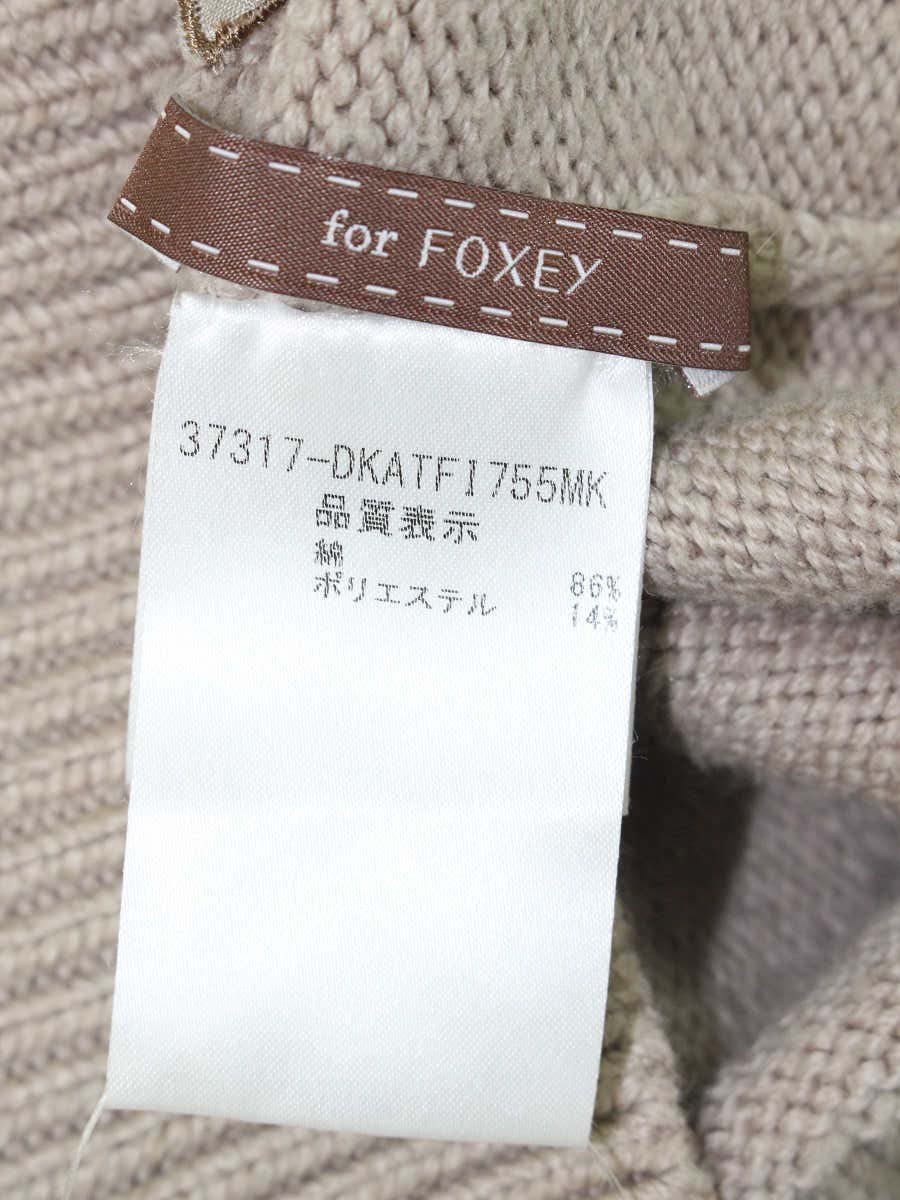 for FOXEY
37317-DKATFI755MK
品質表示
綿 86%
ポリエステル 14%